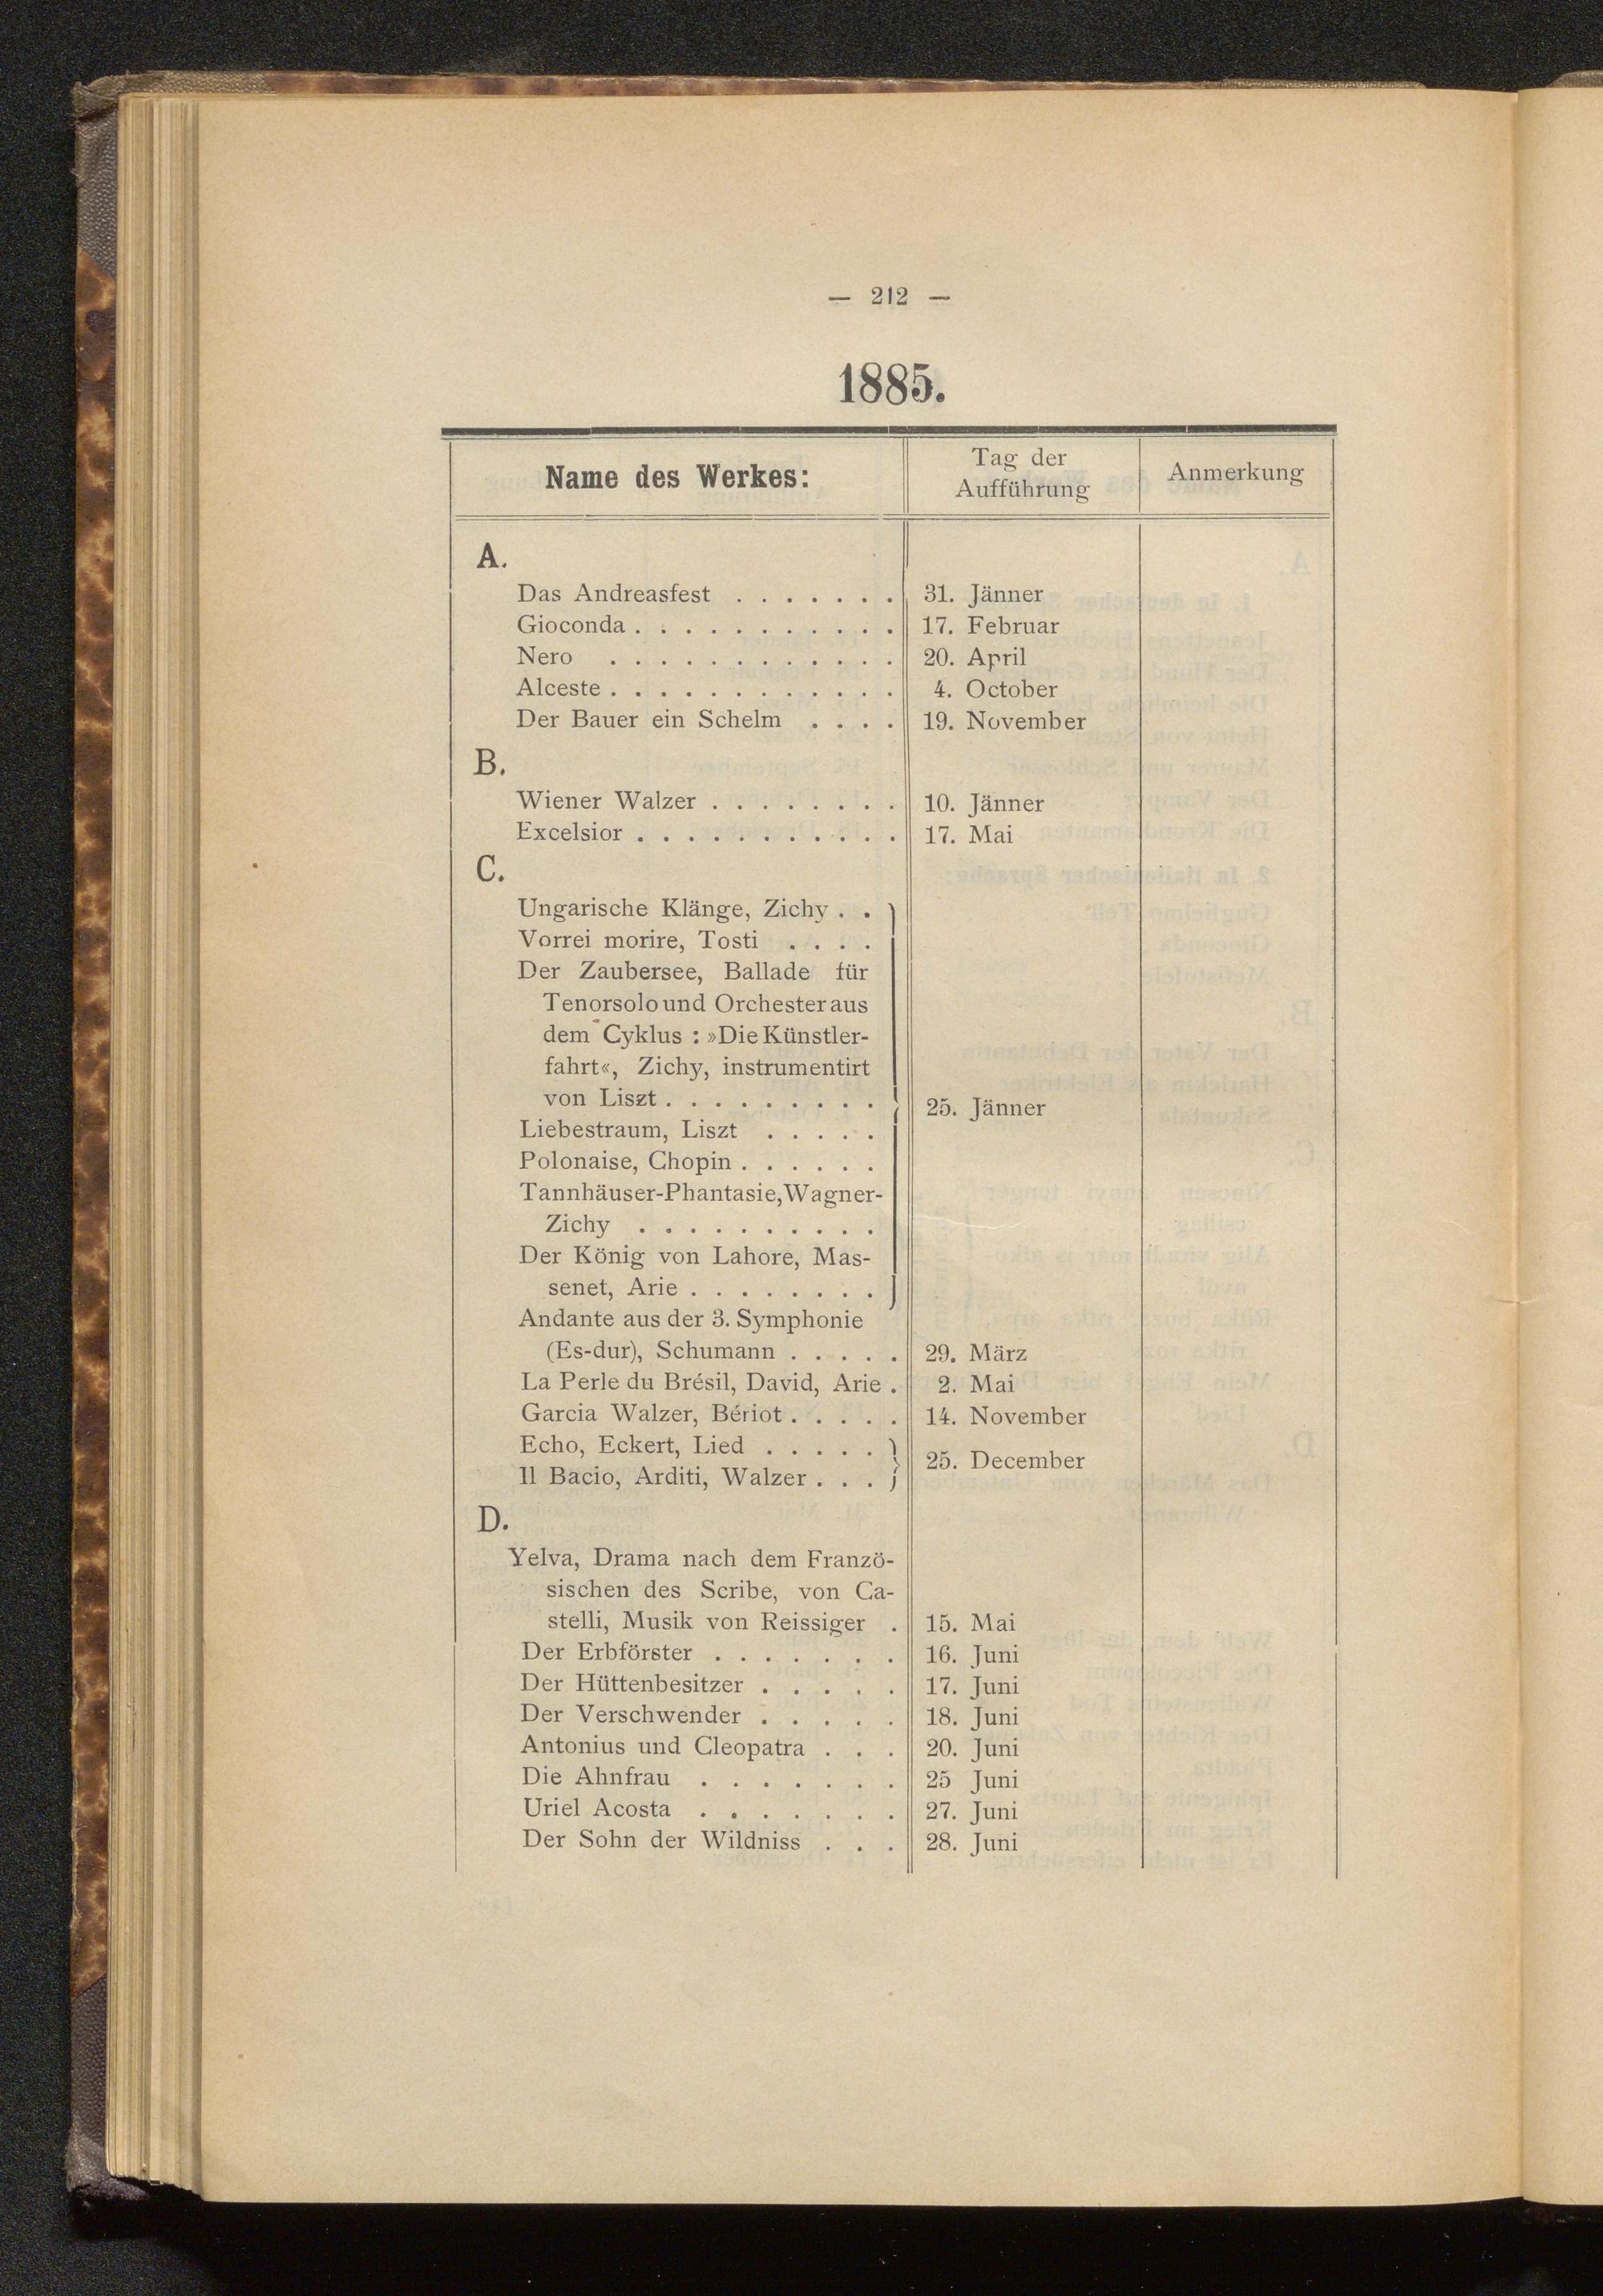 — 212 —
1885.
Name des Werkes:
Tag der
Aufführung
Anmerkung
A.
Das Andreasfest . . . . . . . 31. Jänner
Gioconda . . . . . . . . . . . 17. Februar
Nero . . . . . . . . . . . . 20. April
Alceste . . . . . . . . . . . . 4. October
Der Bauer ein Schelm . . . . 19. November
B.
Wiener Walzer . . . . . . . . 10. Jänner
Excelsior . . . . . . . . . . . 17. Mai
C.
Ungarische Klänge, Zichy . .
Vorrei morire, Tosti . . . .
Der Zaubersee, Ballade für
Tenorsolo und Orchester aus
dem Cyklus : »Die Künstler-
fahrt«, Zichy, instrumentirt
von Liszt . . . . . . . . . 25. Jänner
Liebestraum, Liszt . . . . .
Polonaise, Chopin . . . . . .
Tannhäuser-Phantasie, Wagner-
Zichy . . . . . . . . . .
Der König von Lahore, Mas-
senet, Arie . . . . . . . .
Andante aus der 3. Symphonie
(Es-dur), Schumann . . . . . 29. März
La Perle du Brésil, David, Arie . 2. Mai
Garcia Walzer, Bériot . . . . . 14. November
Echo, Eckert, Lied . . . . .
25. December
Il Bacio, Arditi, Walzer . . .
D.
Yelva, Drama nach dem Franzö-
sischen des Scribe, von Ca-
stelli, Musik von Reissiger . 15. Mai
Der Erbförster . . . . . . . 16. Juni
Der Hüttenbesitzer . . . . . 17. Juni
Der Verschwender . . . . . 18. Juni
Antonius und Cleopatra . . . 20. Juni
Die Ahnfrau . . . . . . . 25 Juni
Uriel Acosta . . . . . . . 27. Juni
Der Sohn der Wildniss . . . 28. Juni